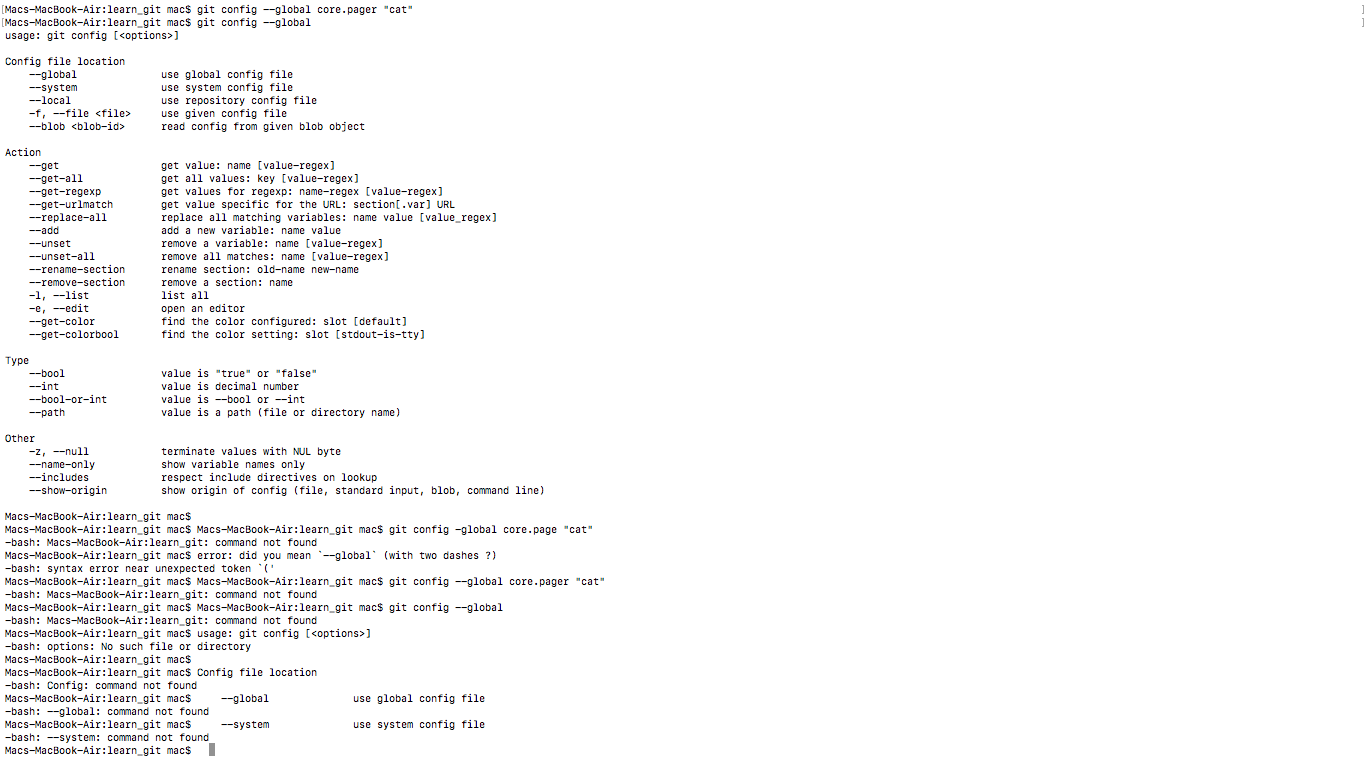 [Macs-MacBook-Air:learn_git mac$ git config --global core.pager "cat" ]
[Macs-MacBook-Air:learn_git mac$ git config --global ]
usage: git config [<options>]

Config file location
    --global              use global config file
    --system              use system config file
    --local               use repository config file
    -f, --file <file>     use given config file
    --blob <blob-id>      read config from given blob object

Action
    --get                 get value: name [value-regex]
    --get-all             get all values: key [value-regex]
    --get-regexp          get values for regexp: name-regex [value-regex]
    --get-urlmatch        get value specific for the URL: section[.var] URL
    --replace-all         replace all matching variables: name value [value_regex]
    --add                 add a new variable: name value
    --unset               remove a variable: name [value-regex]
    --unset-all           remove all matches: name [value-regex]
    --rename-section      rename section: old-name new-name
    --remove-section      remove a section: name
    -l, --list            list all
    -e, --edit            open an editor
    --get-color           find the color configured: slot [default]
    --get-colorbool       find the color setting: slot [stdout-is-tty]

Type
    --bool                value is "true" or "false"
    --int                 value is decimal number
    --bool-or-int         value is --bool or --int
    --path                value is a path (file or directory name)

Other
    -z, --null            terminate values with NUL byte
    --name-only           show variable names only
    --includes            respect include directives on lookup
    --show-origin         show origin of config (file, standard input, blob, command line)

Macs-MacBook-Air:learn_git mac$
Macs-MacBook-Air:learn_git mac$ Macs-MacBook-Air:learn_git mac$ git config -global core.page "cat"
-bash: Macs-MacBook-Air:learn_git: command not found
Macs-MacBook-Air:learn_git mac$ error: did you mean `--global` (with two dashes ?)
-bash: syntax error near unexpected token `('
Macs-MacBook-Air:learn_git mac$ Macs-MacBook-Air:learn_git mac$ git config --global core.pager "cat"
-bash: Macs-MacBook-Air:learn_git: command not found
Macs-MacBook-Air:learn_git mac$ Macs-MacBook-Air:learn_git mac$ git config --global
-bash: Macs-MacBook-Air:learn_git: command not found
Macs-MacBook-Air:learn_git mac$ usage: git config [<options>]
-bash: options: No such file or directory
Macs-MacBook-Air:learn_git mac$
Macs-MacBook-Air:learn_git mac$ Config file location
-bash: Config: command not found
Macs-MacBook-Air:learn_git mac$     --global              use global config file
-bash: --global: command not found
Macs-MacBook-Air:learn_git mac$     --system              use system config file
-bash: --system: command not found
Macs-MacBook-Air:learn_git mac$